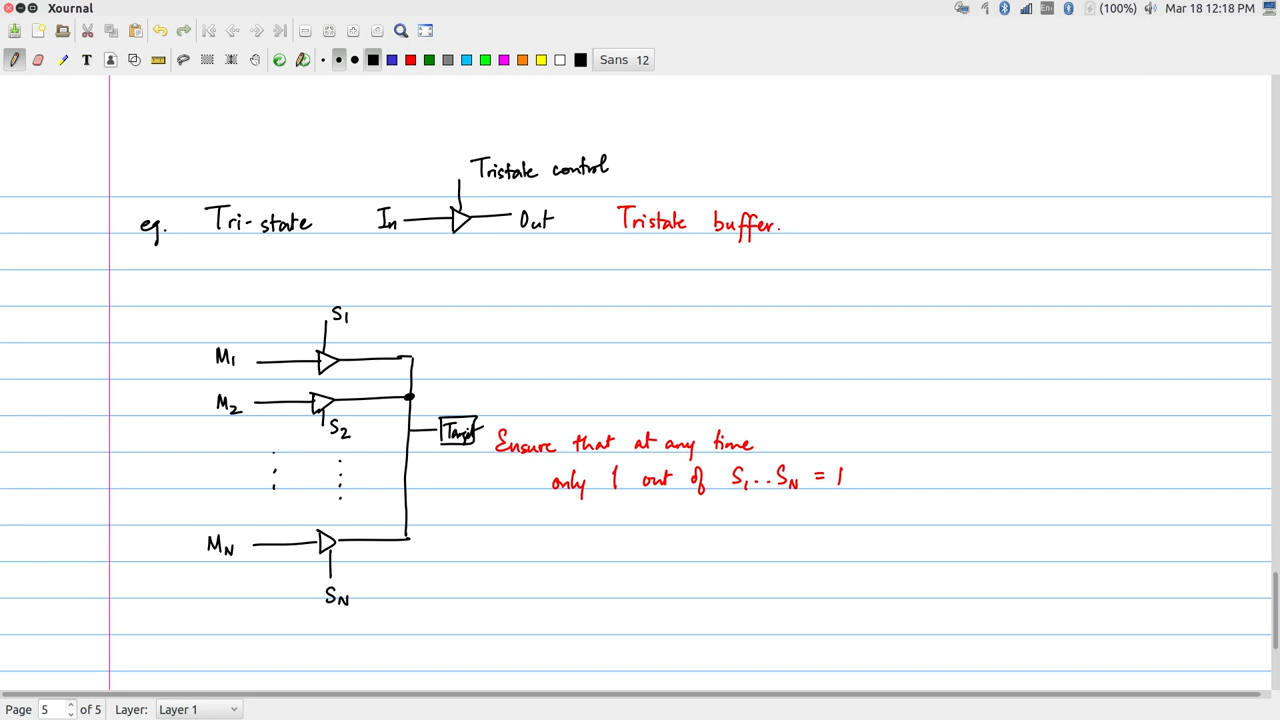 Xournal
(100%)
Mar 18 12:18 PM
Sans 12
Tristate control
eg. Tri-state In Out Tristate buffer.
S1
M1
M2
S2
Target
Ensure that at any time
only 1 out of S1..SN = 1
MN
SN
Page 5 of 5 Layer: Layer 1